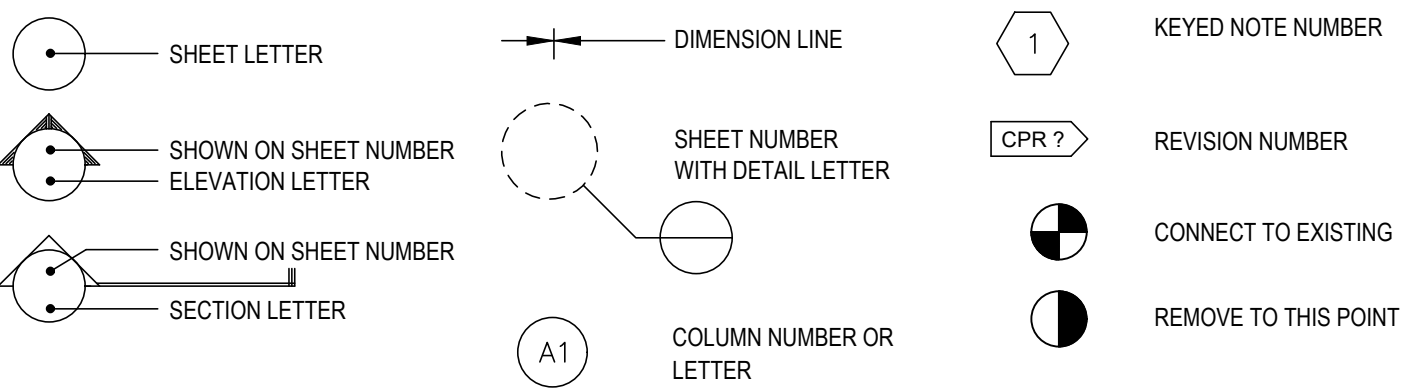 SHEET LETTER
SHOWN ON SHEET NUMBER
ELEVATION LETTER
SHOWN ON SHEET NUMBER
SECTION LETTER
DIMENSION LINE
SHEET NUMBER
WITH DETAIL LETTER
A1
COLUMN NUMBER OR
LETTER
1
KEYED NOTE NUMBER
CPR ?
REVISION NUMBER
CONNECT TO EXISTING
REMOVE TO THIS POINT